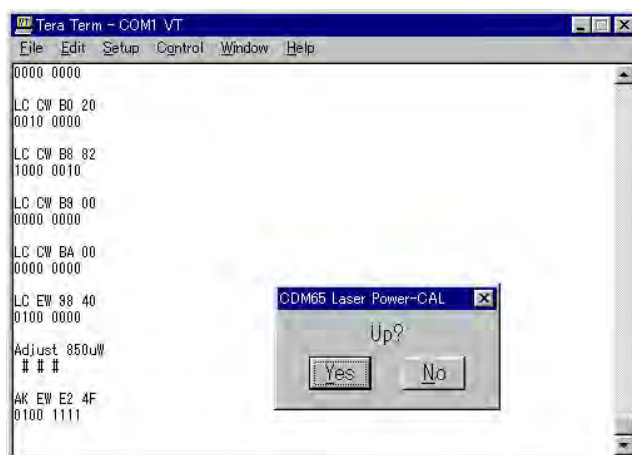 Tera Term - COM1 VT
File Edit Setup Control Window Help
0000 0000
LC CW B0 20
0010 0000
LC CW B8 82
1000 0010
LC CW B9 00
0000 0000
LC CW BA 00
0000 0000
LC EW 98 40
0100 0000
Adjust 850uW
# # #
AK EW E2 4F
0100 1111
CDM65 Laser Power-CAL
Up?
Yes No